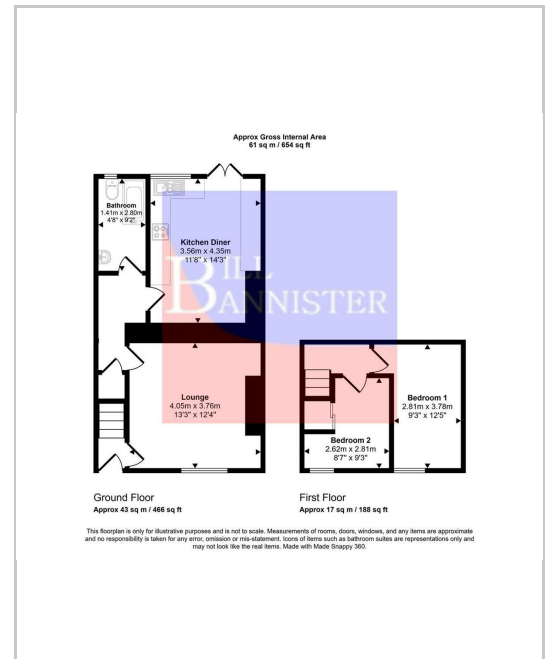 Approx Gross Internal Area
61 sq m / 654 sq ft
Bathroom
1.41m x 2.80m
4'8" x 9'2"
Kitchen Diner
3.56m x 4.35m
11'8" x 14'3"
BILL
BANNISTER
Lounge
4.05m x 3.76m
13'3" x 12'4"
Bedroom 1
2.81m x 3.78m
9'3" x 12'5"
Bedroom 2
2.62m x 2.81m
8'7" x 9'3"
Ground Floor
Approx 43 sq m / 466 sq ft
First Floor
Approx 17 sq m / 188 sq ft
This floorplan is only for illustrative purposes and is not to scale. Measurements of rooms, doors, windows, and any items are approximate
and no responsibility is taken for any error, omission or mis-statement. Icons of items such as bathroom suites are representations only and
may not look like the real items. Made with Made Snappy 360.